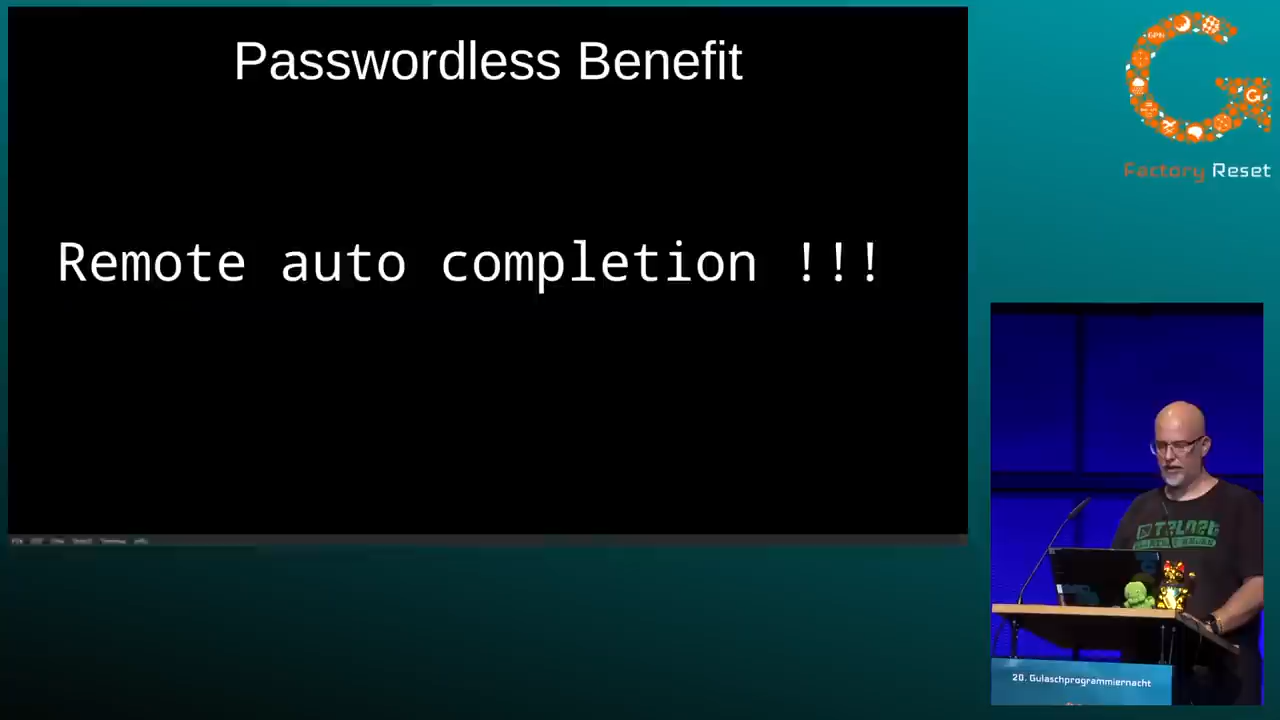 Passwordless Benefit
Remote auto completion !!!
Factory Reset
20. Gulaschprogrammiernacht